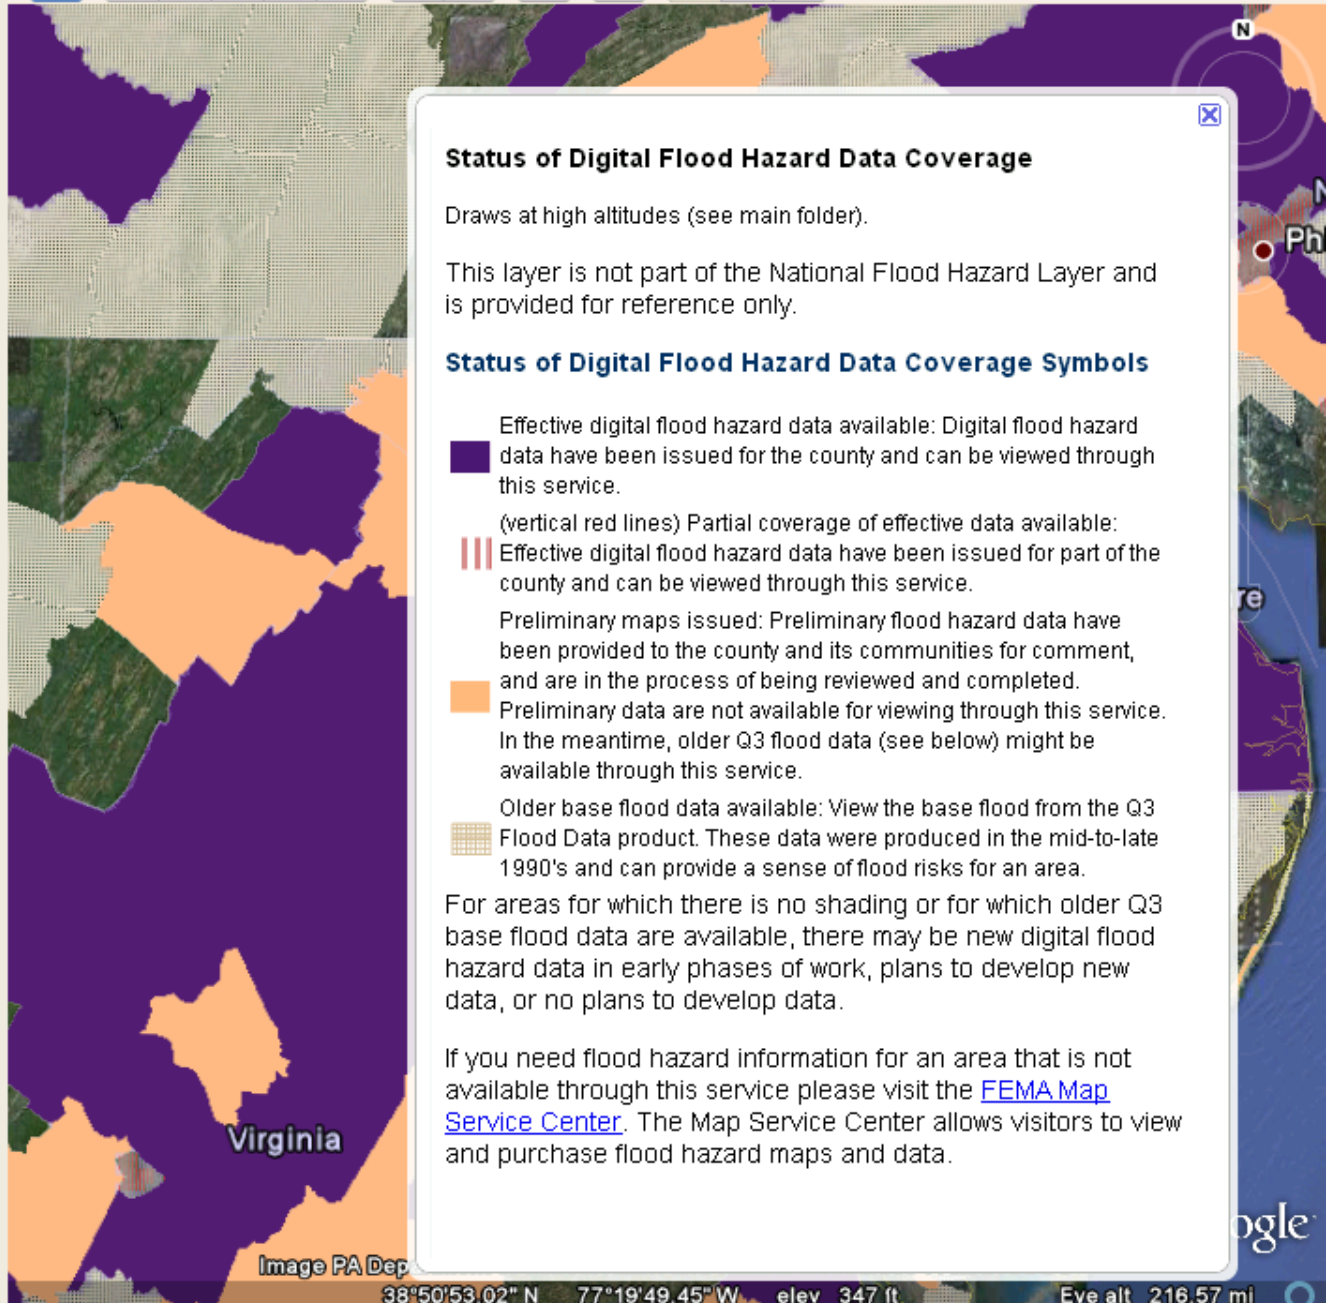 N
Status of Digital Flood Hazard Data Coverage
Draws at high altitudes (see main folder).
This layer is not part of the National Flood Hazard Layer and
is provided for reference only.
Status of Digital Flood Hazard Data Coverage Symbols
Effective digital flood hazard data available: Digital flood hazard
data have been issued for the county and can be viewed through
this service.
(vertical red lines) Partial coverage of effective data available:
Effective digital flood hazard data have been issued for part of the
county and can be viewed through this service.
Preliminary maps issued: Preliminary flood hazard data have
been provided to the county and its communities for comment,
and are in the process of being reviewed and completed.
Preliminary data are not available for viewing through this service.
In the meantime, older Q3 flood data (see below) might be
available through this service.
Older base flood data available: View the base flood from the Q3
Flood Data product. These data were produced in the mid-to-late
1990's and can provide a sense of flood risks for an area.
For areas for which there is no shading or for which older Q3
base flood data are available, there may be new digital flood
hazard data in early phases of work, plans to develop new
data, or no plans to develop data.
If you need flood hazard information for an area that is not
available through this service please visit the FEMA Map
Service Center. The Map Service Center allows visitors to view
and purchase flood hazard maps and data.
N
Ph
re
Virginia
ogle
Image PA Dep
38°50'53.02" N 77°19'49.45" W elev 347 ft Eye alt 216.57 mi